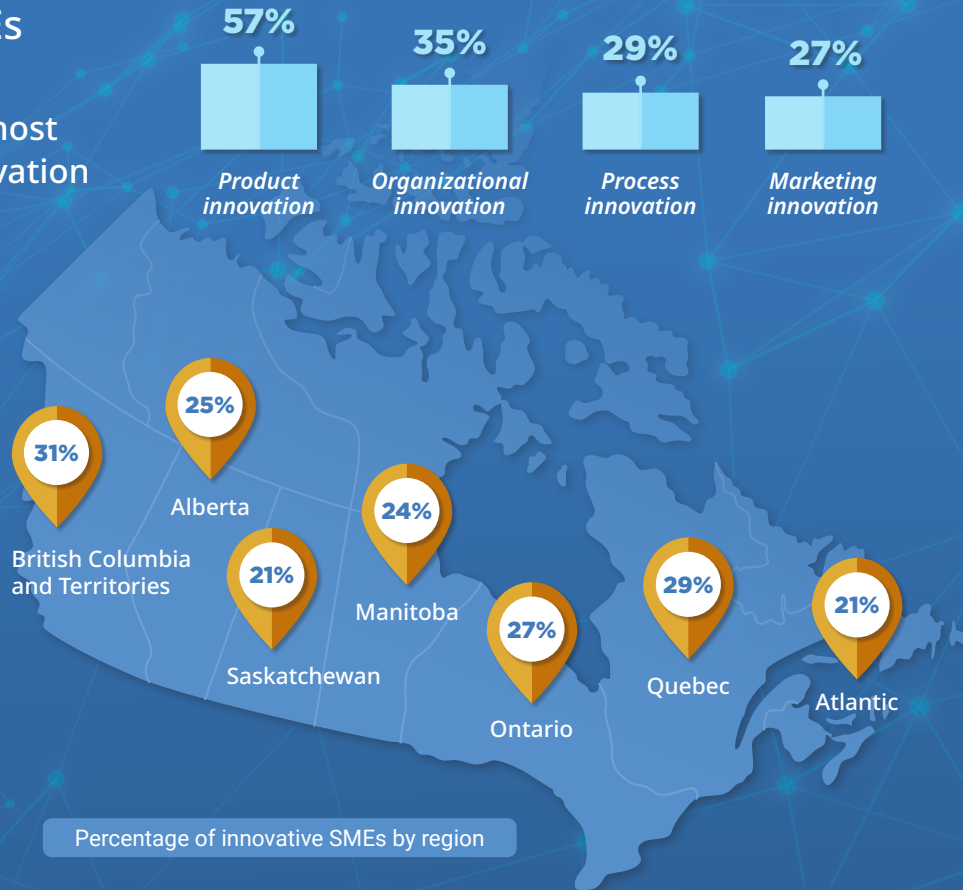 57%
35%
29%
27%
Product
innovation
Organizational
innovation
Process
innovation
Marketing
innovation
25%
Alberta
31%
British Columbia
and Territories
24%
Manitoba
21%
Saskatchewan
27%
Ontario
29%
Quebec
21%
Atlantic
Percentage of innovative SMEs by region